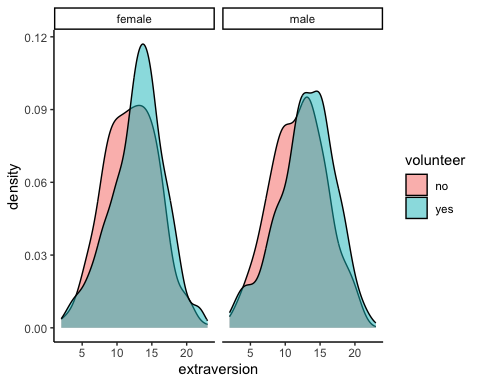 female
male
0.12
0.09
0.06
0.03
0.00
density
5
10
15
20
5
10
15
20
extraversion
volunteer
no
yes